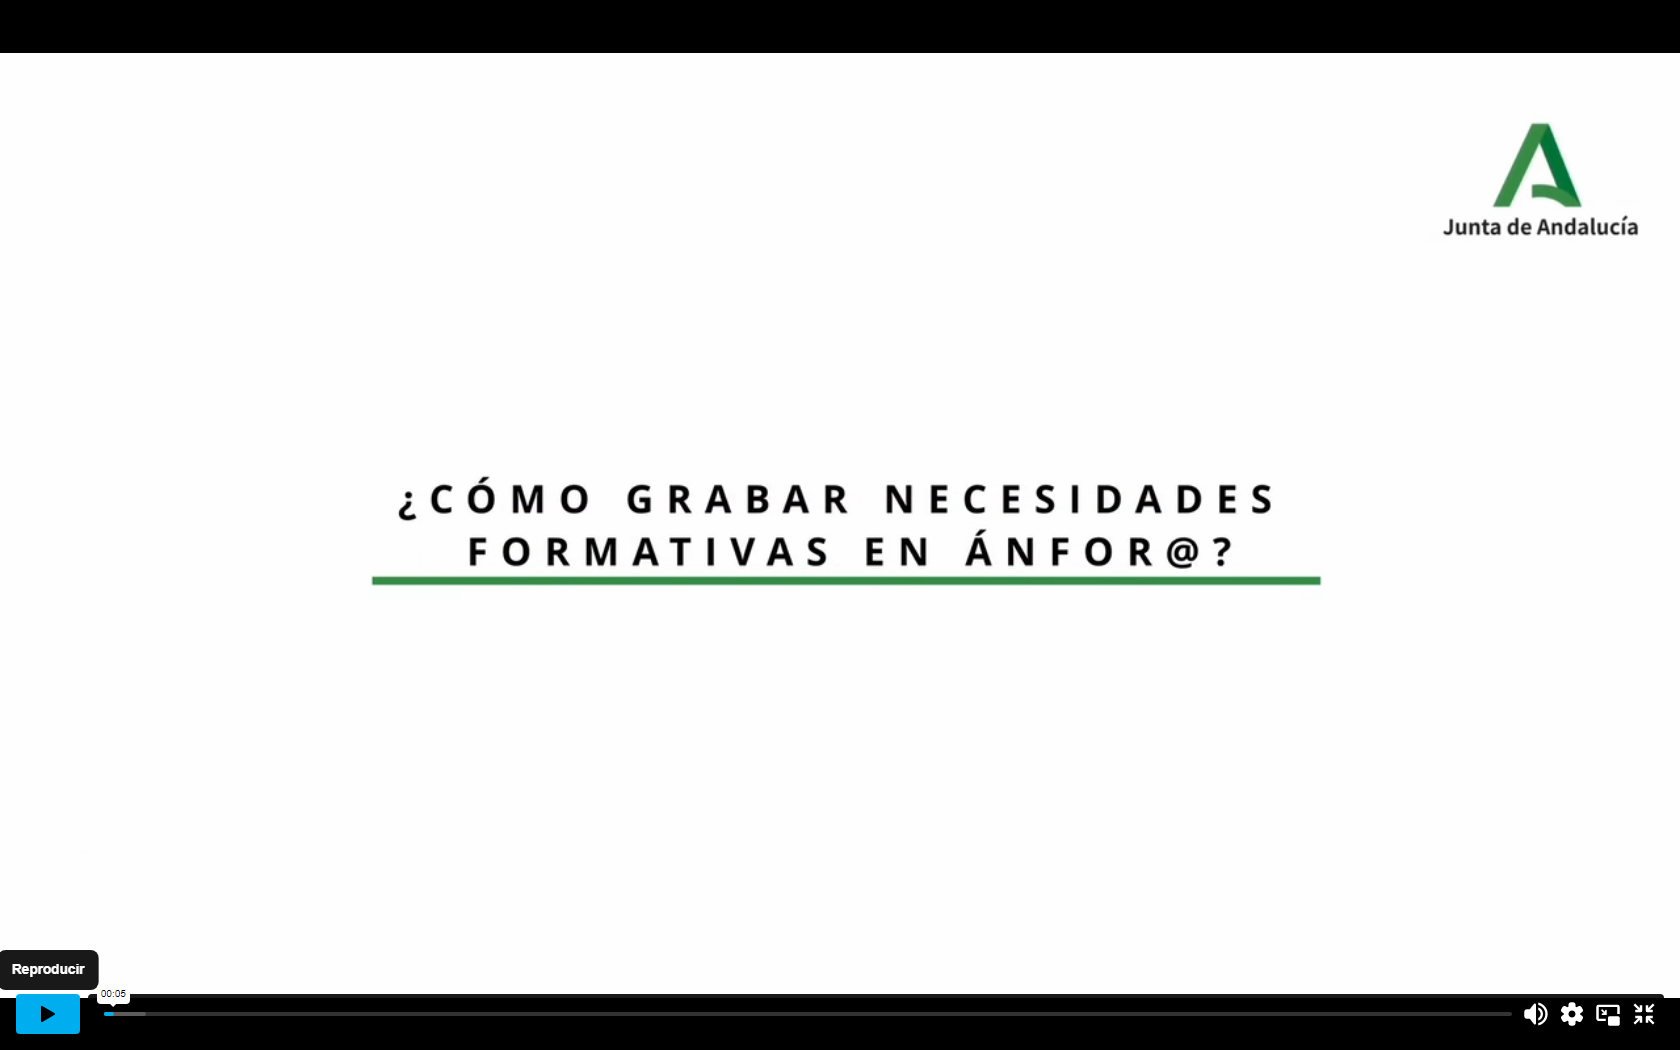 Junta de Andalucía
¿CÓMO GRABAR NECESIDADES
FORMATIVAS EN ÁNFOR@?
Reproducir
00:05